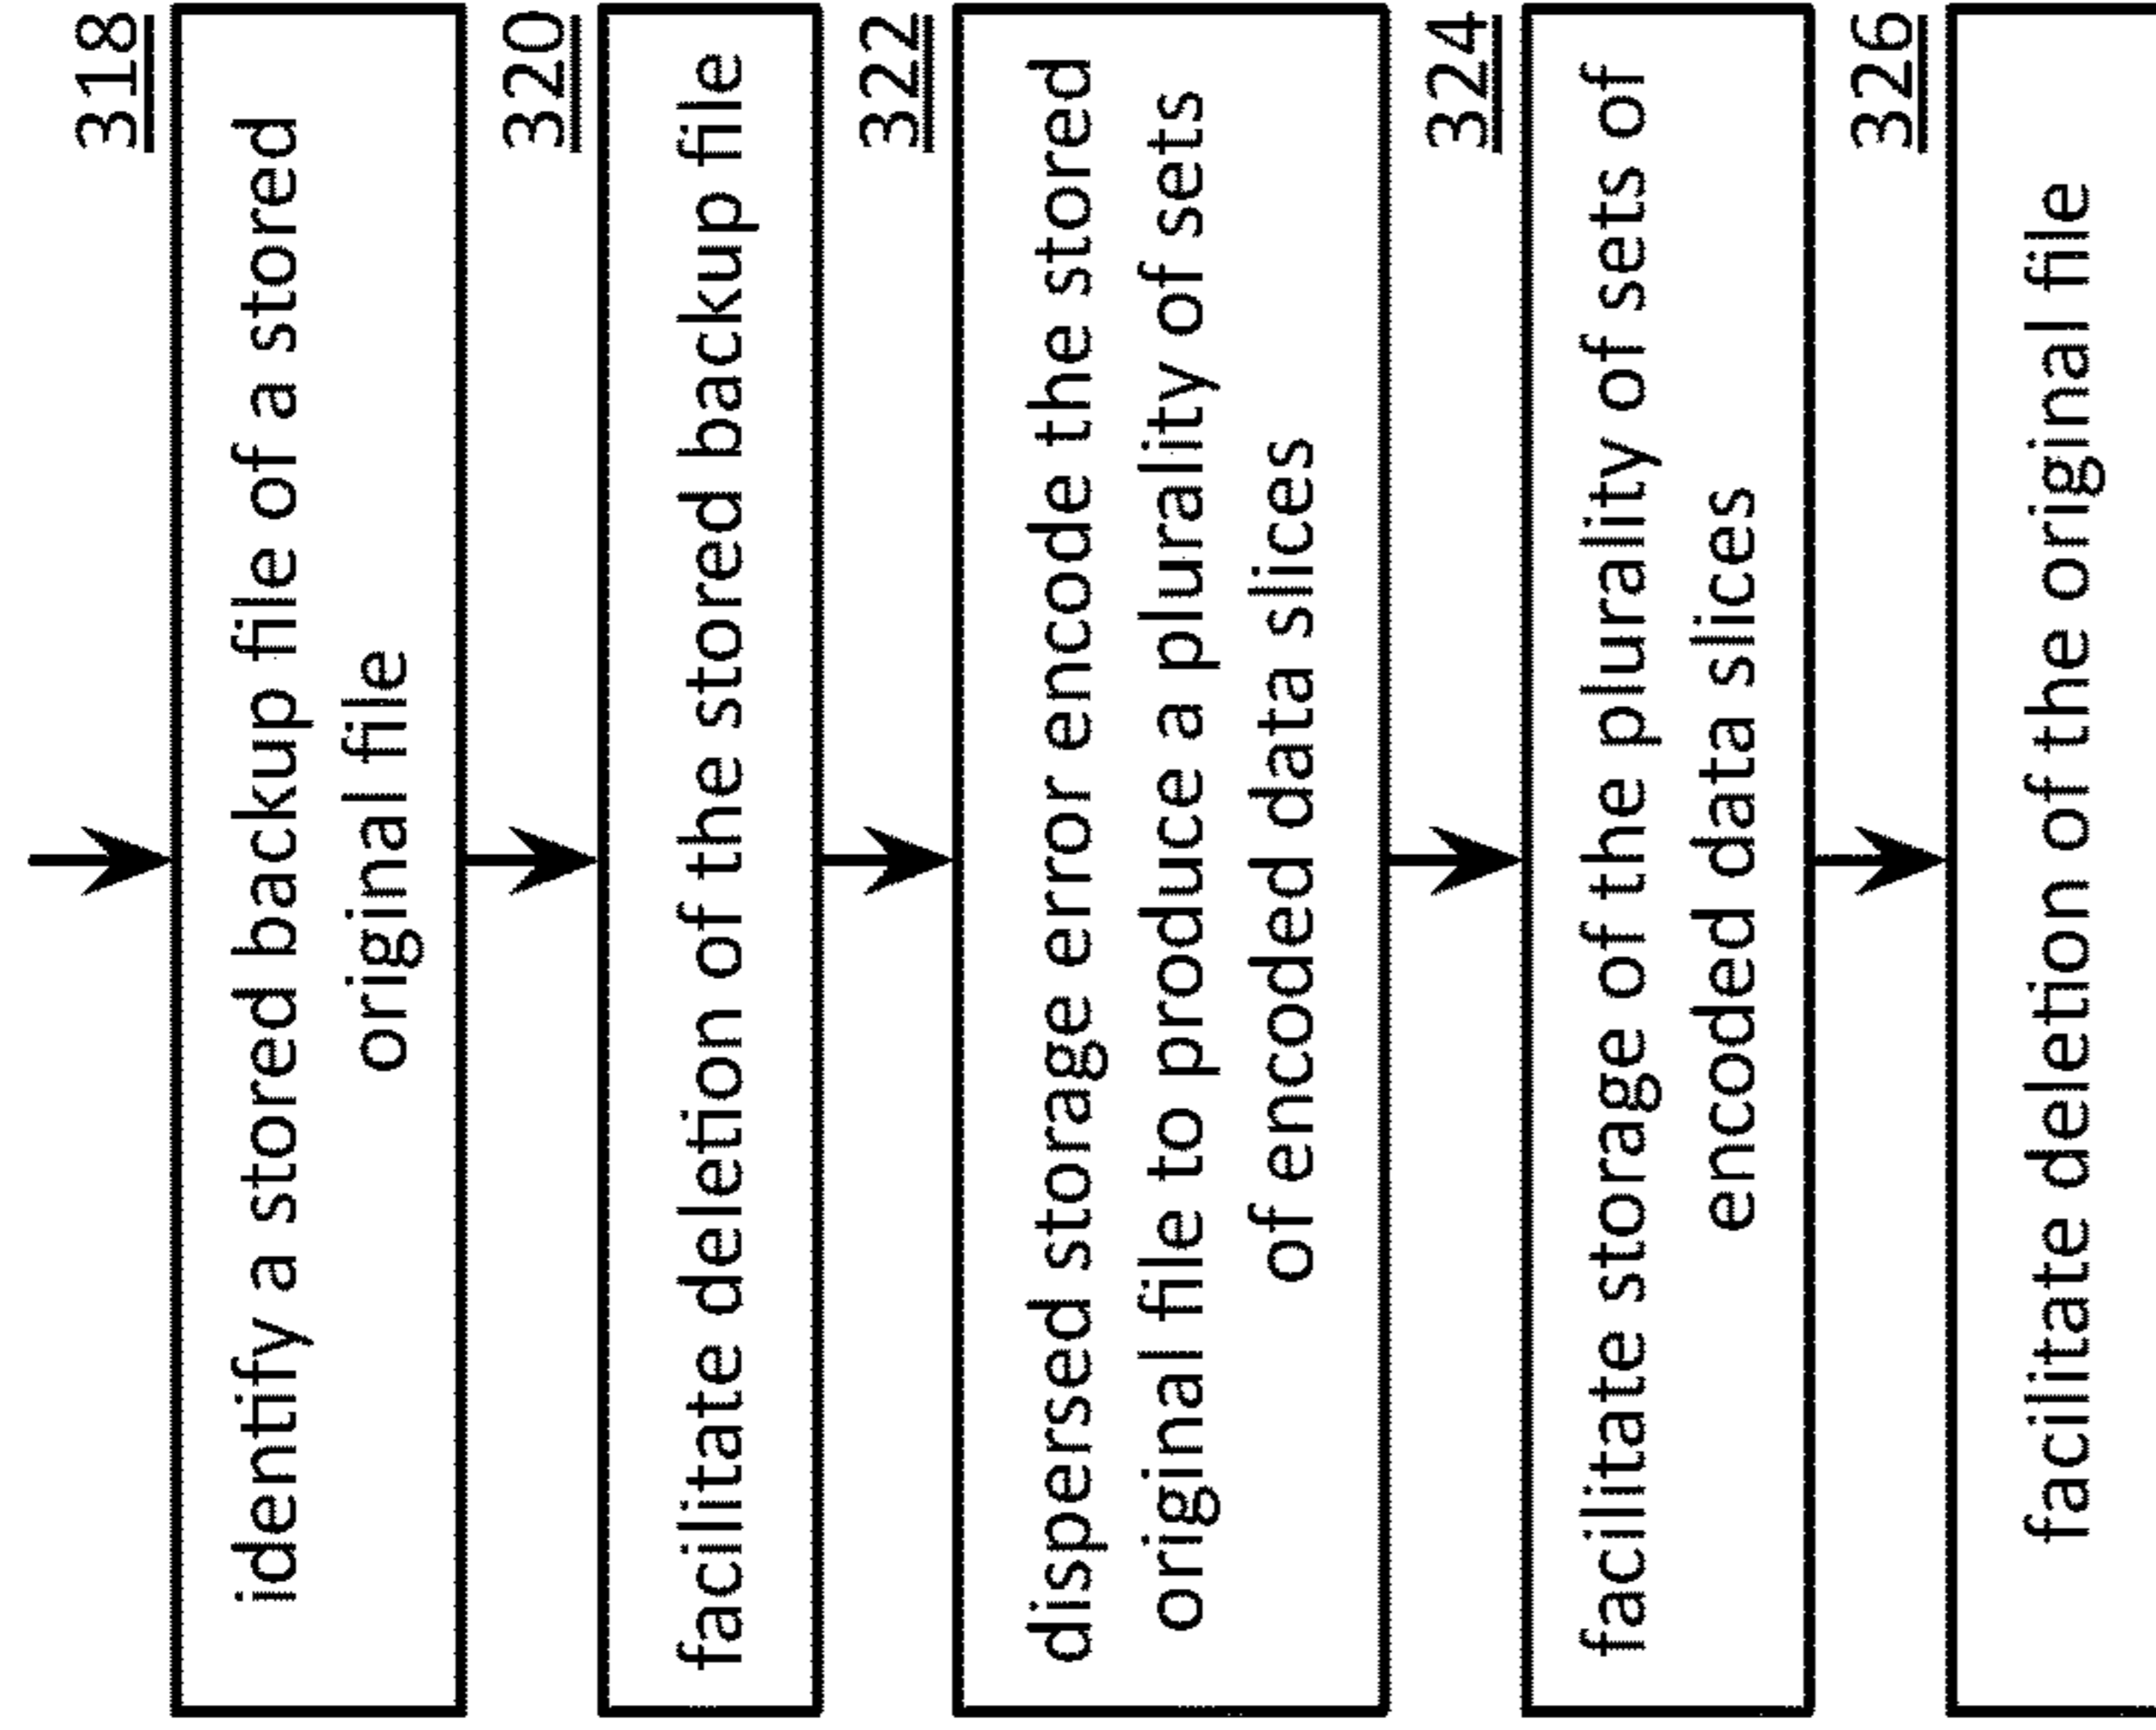 318
identify a stored backup file of a stored
original file
320
facilitate deletion of the stored backup file
322
dispersed storage error encode the stored
original file to produce a plurality of sets
of encoded data slices
324
facilitate storage of the plurality of sets of
encoded data slices
326
facilitate deletion of the original file